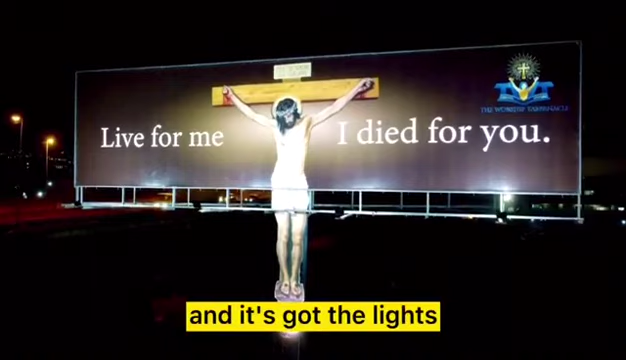 THE WORSHIP TABERNACLE
Live for me
I died for you.
and it's got the lights